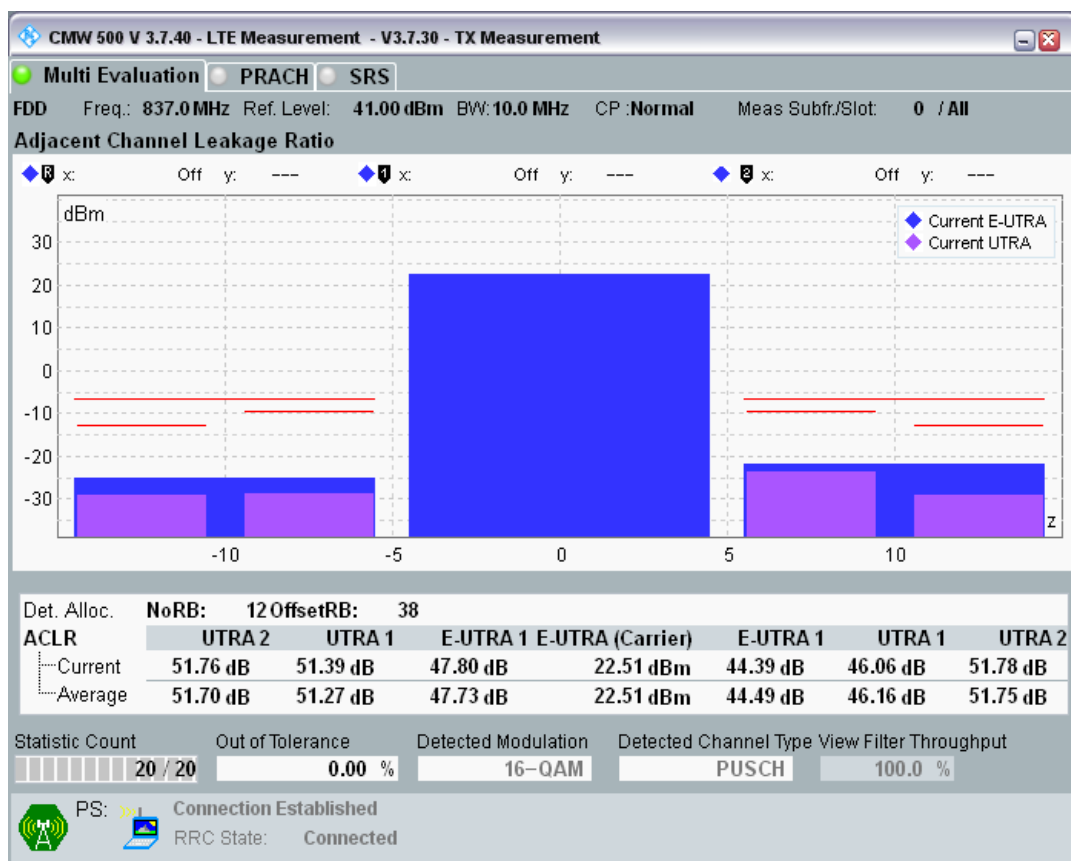 CMW 500 V 3.7.40 - LTE Measurement - V3.7.30 - TX Measurement
Multi Evaluation PRACH SRS
FDD Freq.: 837.0 MHz Ref. Level: 41.00 dBm BW: 10.0 MHz CP :Normal Meas Subfr./Slot: 0 / All
Adjacent Channel Leakage Ratio
R x: Off y: --- 1 x: Off y: --- 2 x: Off y: ---
dBm
Current E-UTRA
Current UTRA
30
20
10
0
-10
-20
-30
z
-10 -5 0 5 10
Det. Alloc. NoRB: 12 OffsetRB: 38
ACLR UTRA 2 UTRA 1 E-UTRA 1 E-UTRA (Carrier) E-UTRA 1 UTRA 1 UTRA 2
Current 51.76 dB 51.39 dB 47.80 dB 22.51 dBm 44.39 dB 46.06 dB 51.78 dB
Average 51.70 dB 51.27 dB 47.73 dB 22.51 dBm 44.49 dB 46.16 dB 51.75 dB
Statistic Count Out of Tolerance Detected Modulation Detected Channel Type View Filter Throughput
20 / 20 0.00 % 16-QAM PUSCH 100.0 %
PS: Connection Established
RRC State: Connected